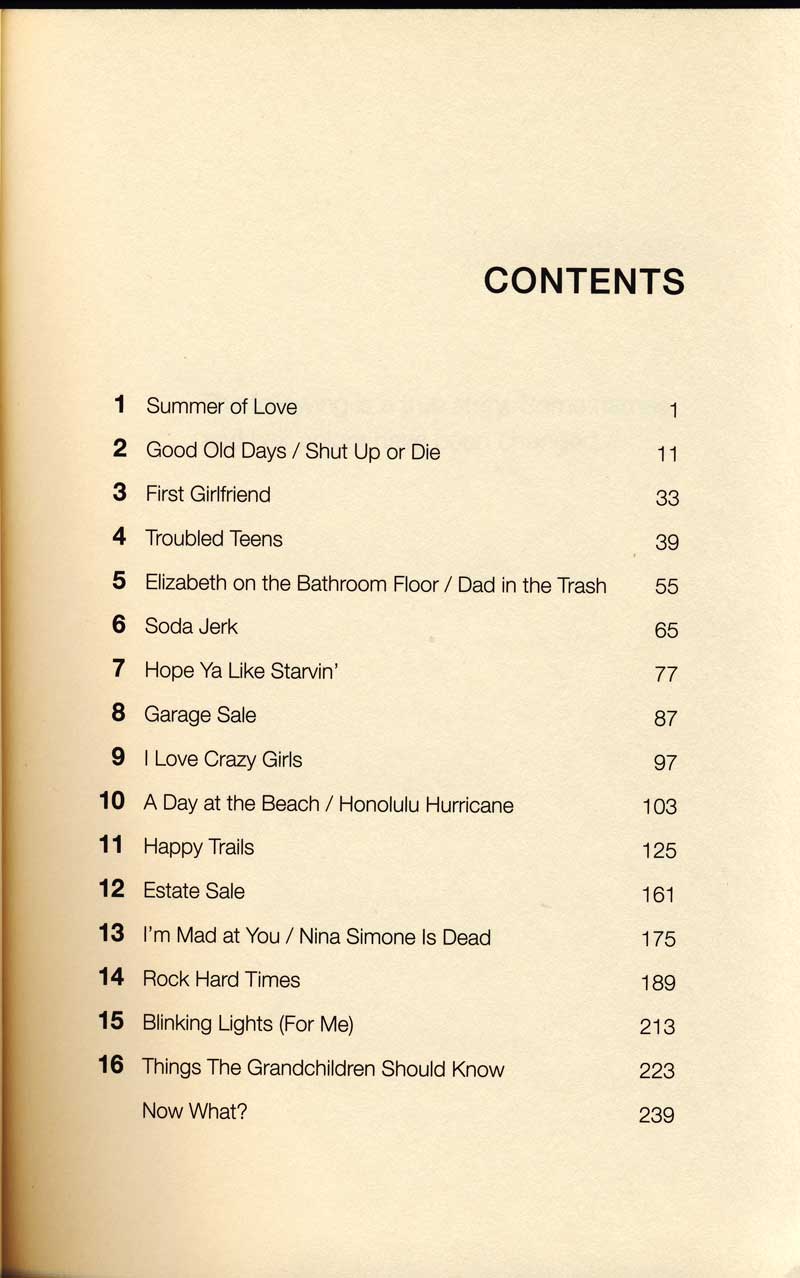 CONTENTS
1 Summer of Love 1
2 Good Old Days / Shut Up or Die 11
3 First Girlfriend 33
4 Troubled Teens 39
5 Elizabeth on the Bathroom Floor / Dad in the Trash 55
6 Soda Jerk 65
7 Hope Ya Like Starvin' 77
8 Garage Sale 87
9 I Love Crazy Girls 97
10 A Day at the Beach / Honolulu Hurricane 103
11 Happy Trails 125
12 Estate Sale 161
13 I'm Mad at You / Nina Simone Is Dead 175
14 Rock Hard Times 189
15 Blinking Lights (For Me) 213
16 Things The Grandchildren Should Know 223
Now What? 239